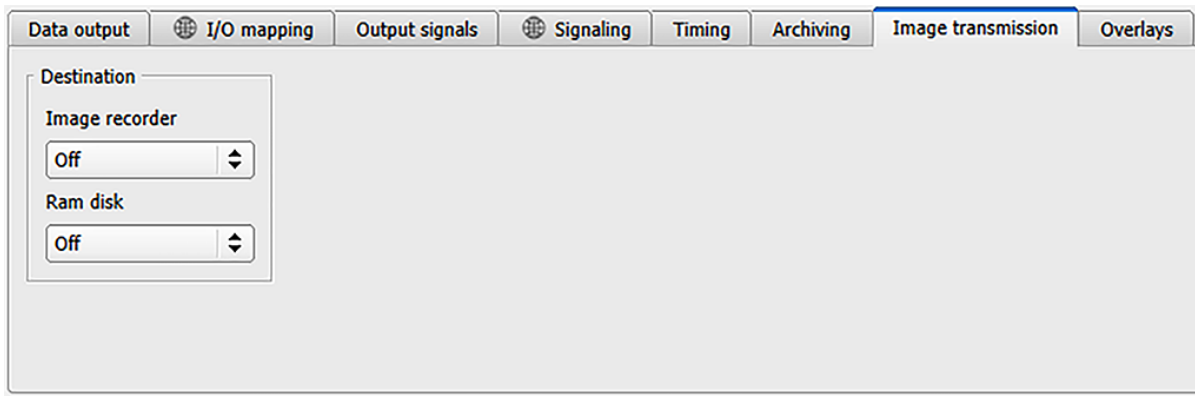 Data output I/O mapping Output signals Signaling Timing Archiving Image transmission Overlays
Destination
Image recorder
Off
Ram disk
Off